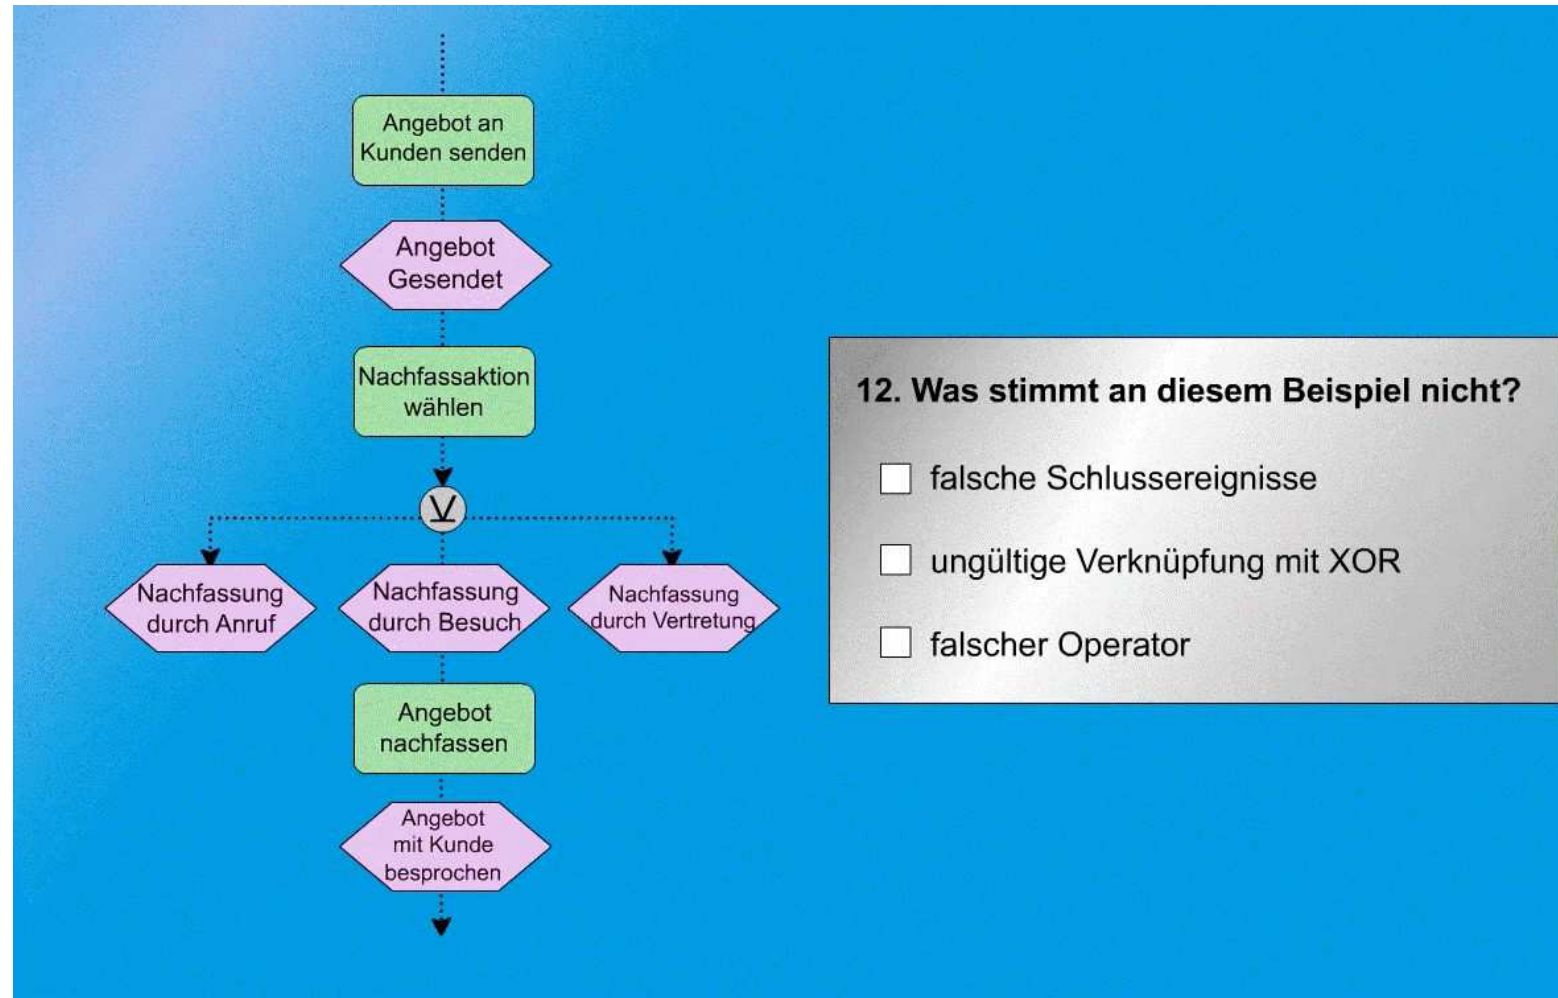 Angebot an
Kunden senden
Angebot
Gesendet
Nachfassaktion
wählen
Nachfassung
durch Anruf
Nachfassung
durch Besuch
Nachfassung
durch Vertretung
Angebot
nachfassen
Angebot
mit Kunde
besprochen
12. Was stimmt an diesem Beispiel nicht?
falsche Schlussereignisse
ungültige Verknüpfung mit XOR
falscher Operator